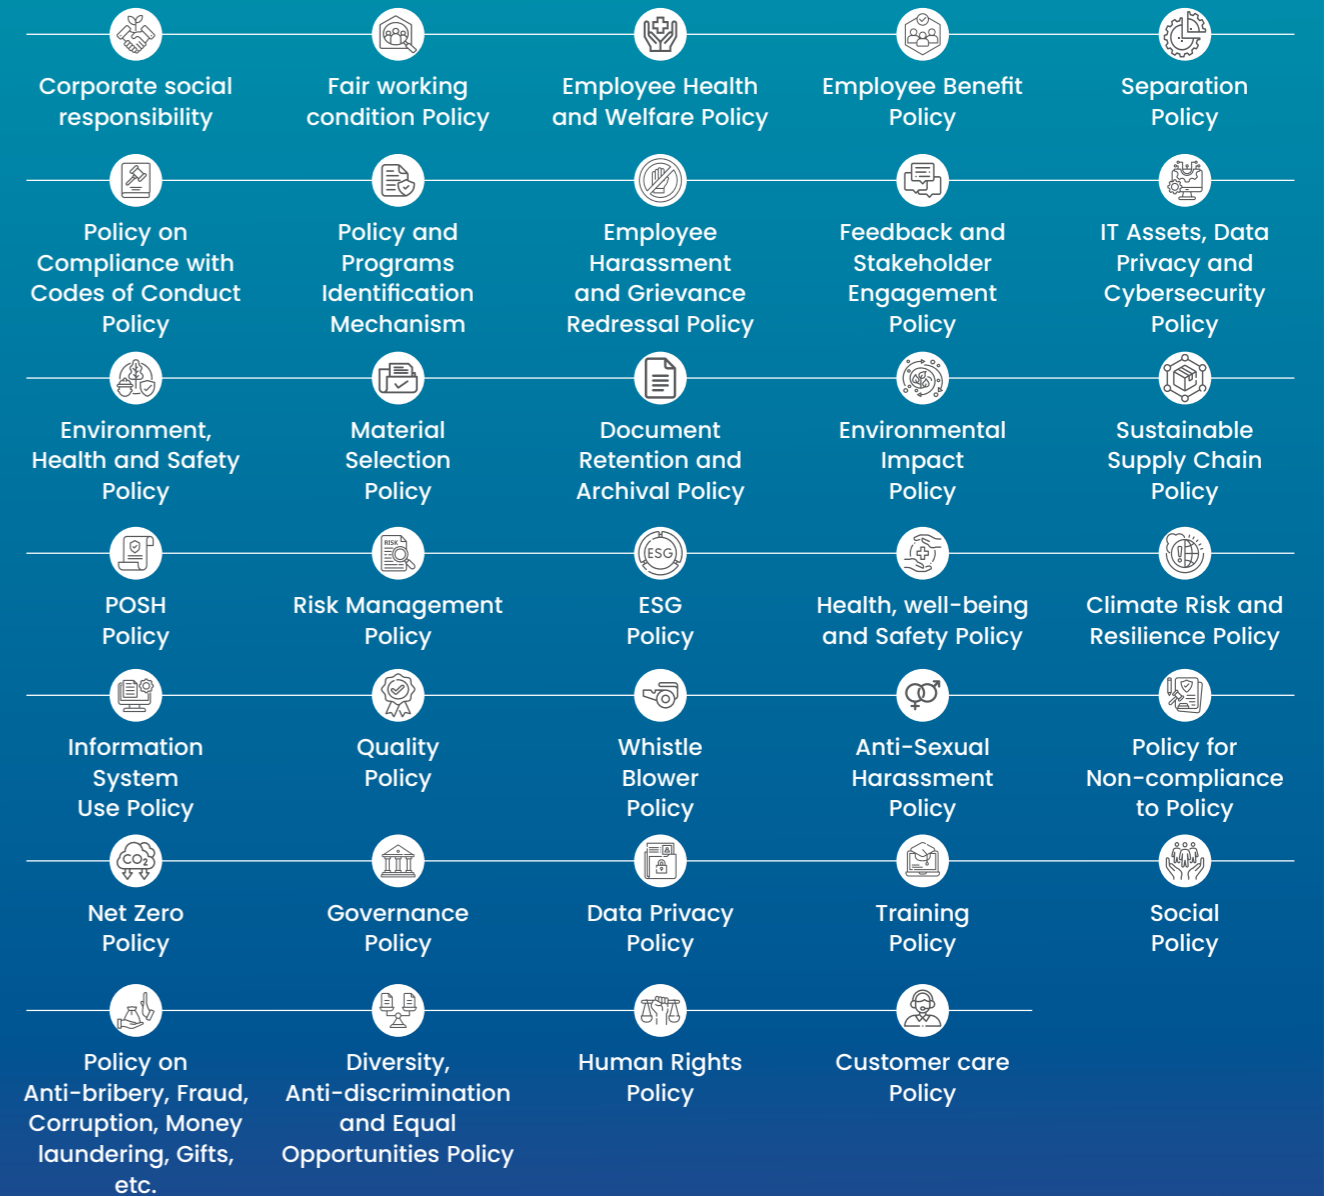 Corporate social
responsibility
Fair working
condition Policy
Employee Health
and Welfare Policy
Employee Benefit
Policy
Separation
Policy
Policy on
Compliance with
Codes of Conduct
Policy
Policy and
Programs
Identification
Mechanism
Employee
Harassment
and Grievance
Redressal Policy
Feedback and
Stakeholder
Engagement
Policy
IT Assets, Data
Privacy and
Cybersecurity
Policy
Environment,
Health and Safety
Policy
Material
Selection
Policy
Document
Retention and
Archival Policy
Environmental
Impact
Policy
Sustainable
Supply Chain
Policy
POSH
Policy
RISK
Risk Management
Policy
ESG
ESG
Policy
Health, well-being
and Safety Policy
Climate Risk and
Resilience Policy
Information
System
Use Policy
Quality
Policy
Whistle
Blower
Policy
Anti-Sexual
Harassment
Policy
Policy for
Non-compliance
to Policy
CO2
Net Zero
Policy
Governance
Policy
Data Privacy
Policy
Training
Policy
Social
Policy
Policy on
Anti-bribery, Fraud,
Corruption, Money
laundering, Gifts,
etc.
Diversity,
Anti-discrimination
and Equal
Opportunities Policy
Human Rights
Policy
Customer care
Policy